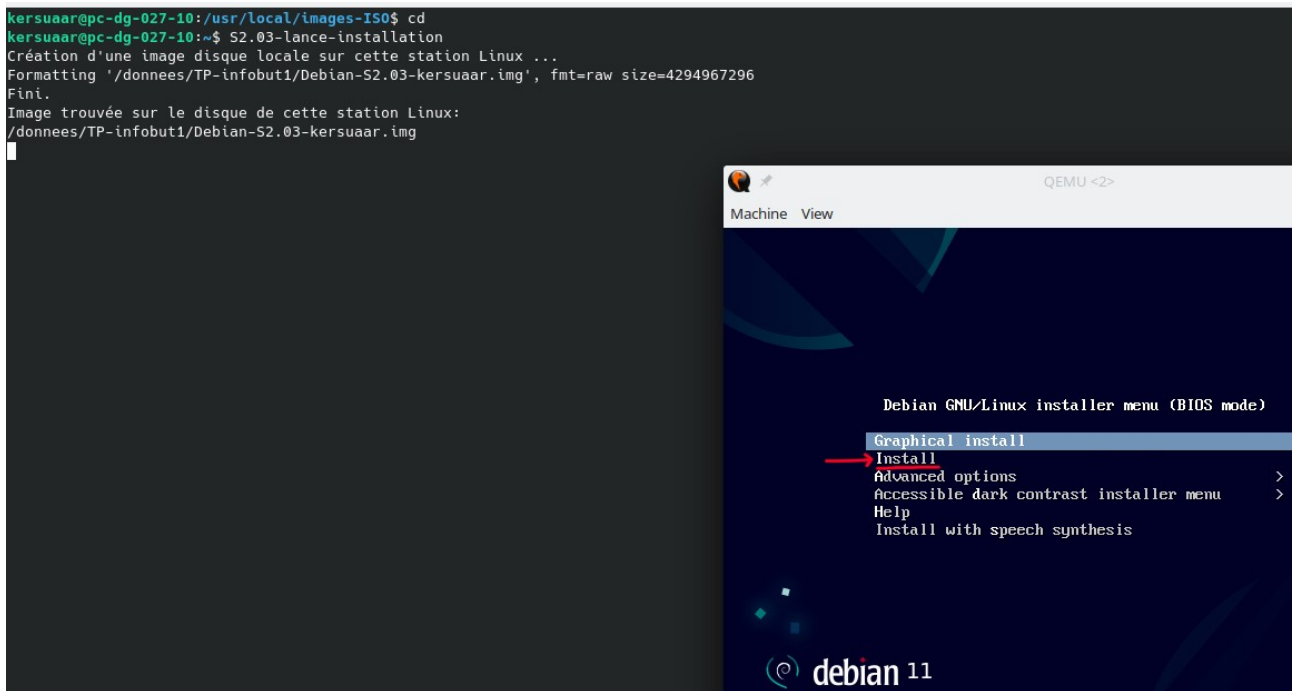 kersuaar@pc-dg-027-10:/usr/local/images-ISO$ cd
kersuaar@pc-dg-027-10:~$ S2.03-lance-installation
Création d'une image disque locale sur cette station Linux ...
Formatting '/donnees/TP-infobut1/Debian-S2.03-kersuaar.img', fmt=raw size=4294967296
Fini.
Image trouvée sur le disque de cette station Linux:
/donnees/TP-infobut1/Debian-S2.03-kersuaar.img
QEMU <2>
Machine View
Debian GNU/Linux installer menu (BIOS mode)
Graphical install
Install
Advanced options >
Accessible dark contrast installer menu >
Help
Install with speech synthesis
debian 11